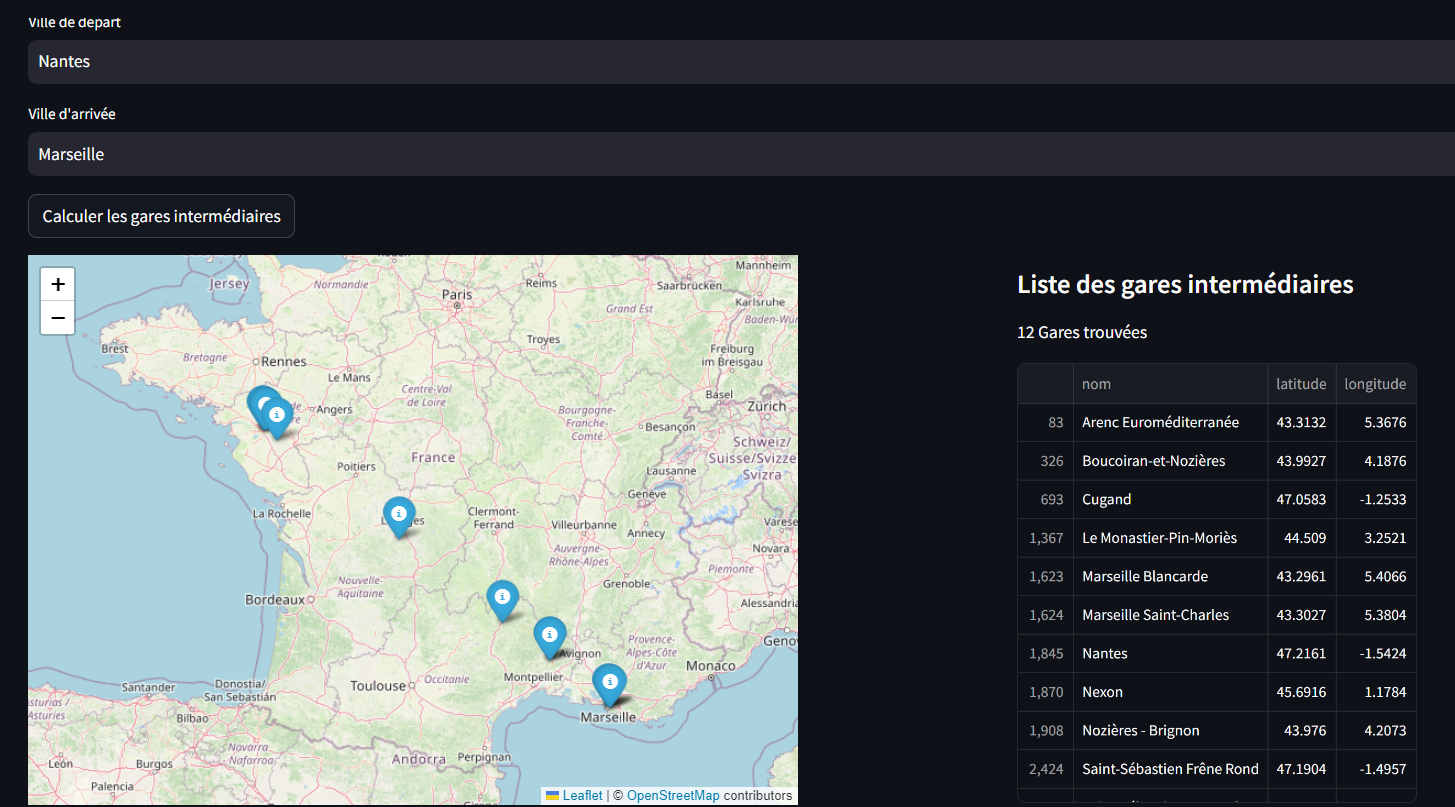 Ville de départ
Nantes
Ville d'arrivée
Marseille
Calculer les gares intermédiaires
+
−
Jersey
Normandie
Paris
Reims
Mannheim
Saarbrücken
Karlsruhe
Grand Est
Baden-Wür
Troyes
Brest
Bretagne
Rennes
Le Mans
Freiburg
im Breisgau
Centre-Val
de Loire
Angers
Bourgogne-
Franche-
Comté
Basel
Zürich
Besançon
Schweiz/
Suisse/Svizze
Svizra
Poitiers
France
Lausanne
Genève
La Rochelle
Clermont-
Ferrand
Villeurbanne
Annecy
Varese
Novara
Auvergne-
Rhône-Alpes
Piemonte
Nouvelle-
Aquitaine
Grenoble
Bordeaux
Alessandria
Provence-
Alpes-Côte
d'Azur
Avignon
Genov
Monaco
Montpellier
Occitanie
Toulouse
Santander
Donostia/
San Sebastián
Marseille
asturias /
Asturies
Bilbao
Navarra -
Nafarroa
León
Burgos
Andorra
Perpignan
Palencia
Leaflet | © OpenStreetMap contributors
Liste des gares intermédiaires
12 Gares trouvées
nom latitude longitude
83 Arenc Euroméditerranée 43.3132 5.3676
326 Boucoiran-et-Nozières 43.9927 4.1876
693 Cugand 47.0583 -1.2533
1,367 Le Monastier-Pin-Moriès 44.509 3.2521
1,623 Marseille Blancarde 43.2961 5.4066
1,624 Marseille Saint-Charles 43.3027 5.3804
1,845 Nantes 47.2161 -1.5424
1,870 Nexon 45.6916 1.1784
1,908 Nozières - Brignon 43.976 4.2073
2,424 Saint-Sébastien Frêne Rond 47.1904 -1.4957